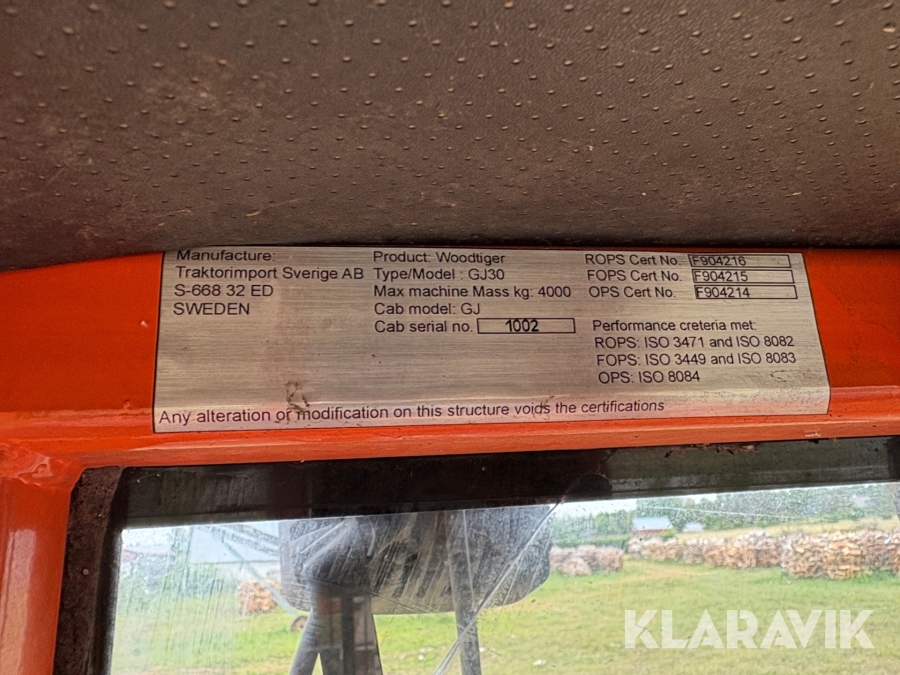 Manufacture:
Traktorimport Sverige AB
S-668 32 ED
SWEDEN
Product: Woodtiger
Type/Model : GJ30
Max machine Mass kg: 4000
Cab model: GJ
Cab serial no. 1002
ROPS Cert No. F904216
FOPS Cert No. F904215
OPS Cert No. F904214
Performance creteria met:
ROPS: ISO 3471 and ISO 8082
FOPS: ISO 3449 and ISO 8083
OPS: ISO 8084
Any alteration or modification on this structure voids the certifications
KLARAVIK